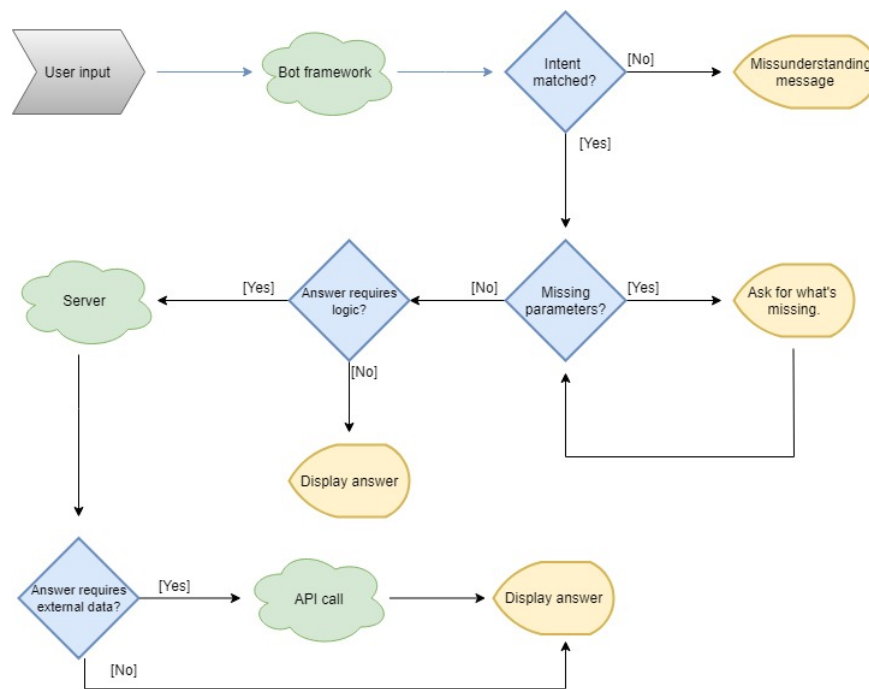 User input
Bot framework
Intent
matched?
[No]
Missunderstanding
message
[Yes]
Server
[Yes]
Answer requires
logic?
[No]
Missing
parameters?
[Yes]
Ask for what's
missing.
[No]
Display answer
Answer requires
external data?
[Yes]
API call
Display answer
[No]